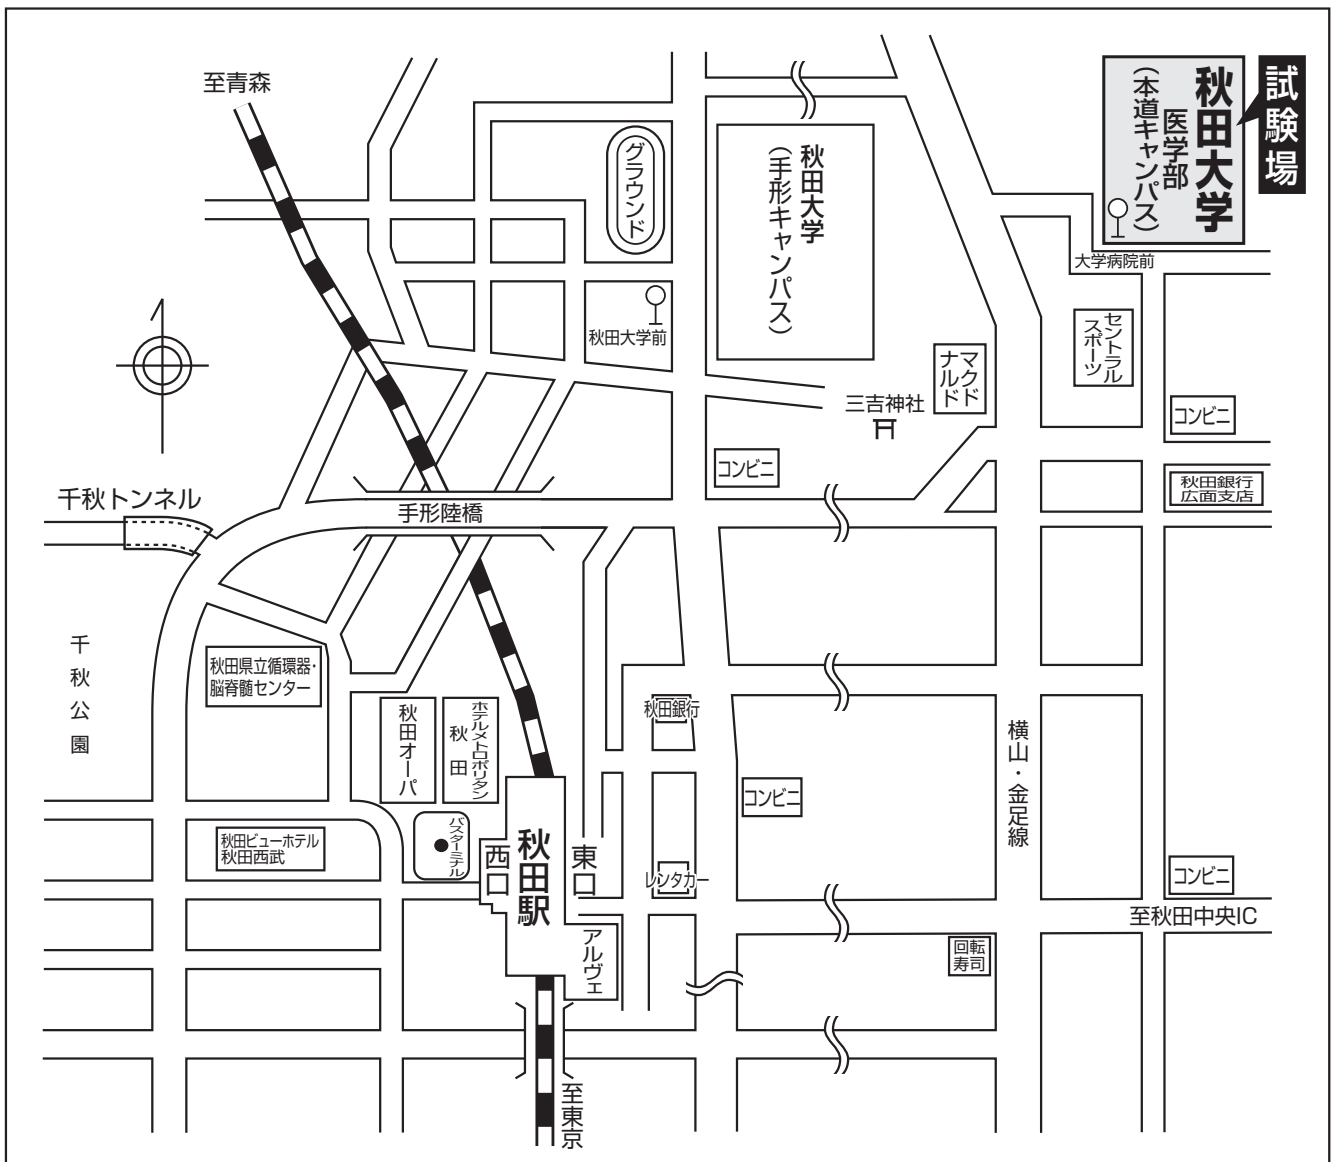 至青森
グラウンド
秋田大学
(手形キャンパス)
試験場
秋田大学
医学部
(本道キャンパス)
大学病院前
秋田大学前
セントラル
スポーツ
マクド
ナルド
三吉神社
コンビニ
コンビニ
秋田銀行
広面支店
千秋トンネル
手形陸橋
千秋公園
秋田県立循環器・
脳脊髄センター
秋田オーパ
ホテルメトロポリタン
秋田
秋田銀行
横山・金足線
コンビニ
バスターミナル
秋田ビューホテル
秋田西武
西口
秋田駅
東口
レンタカー
コンビニ
至秋田中央IC
アルヴェ
回転
寿司
至東京